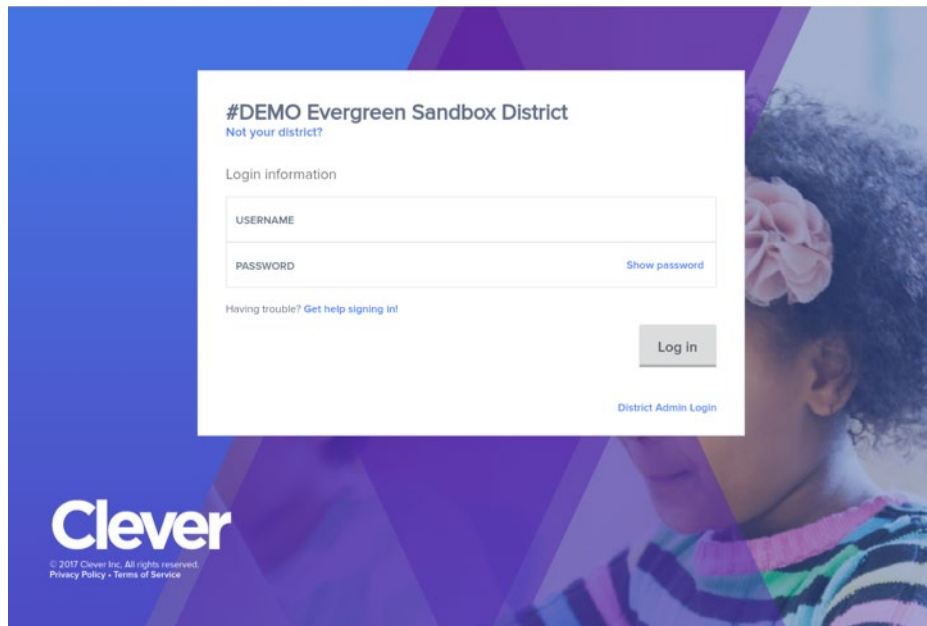 #DEMO Evergreen Sandbox District
Not your district?
Login information
USERNAME
PASSWORD Show password
Having trouble? Get help signing in!
Log in
District Admin Login
Clever
© 2017 Clever Inc, All rights reserved.
Privacy Policy • Terms of Service